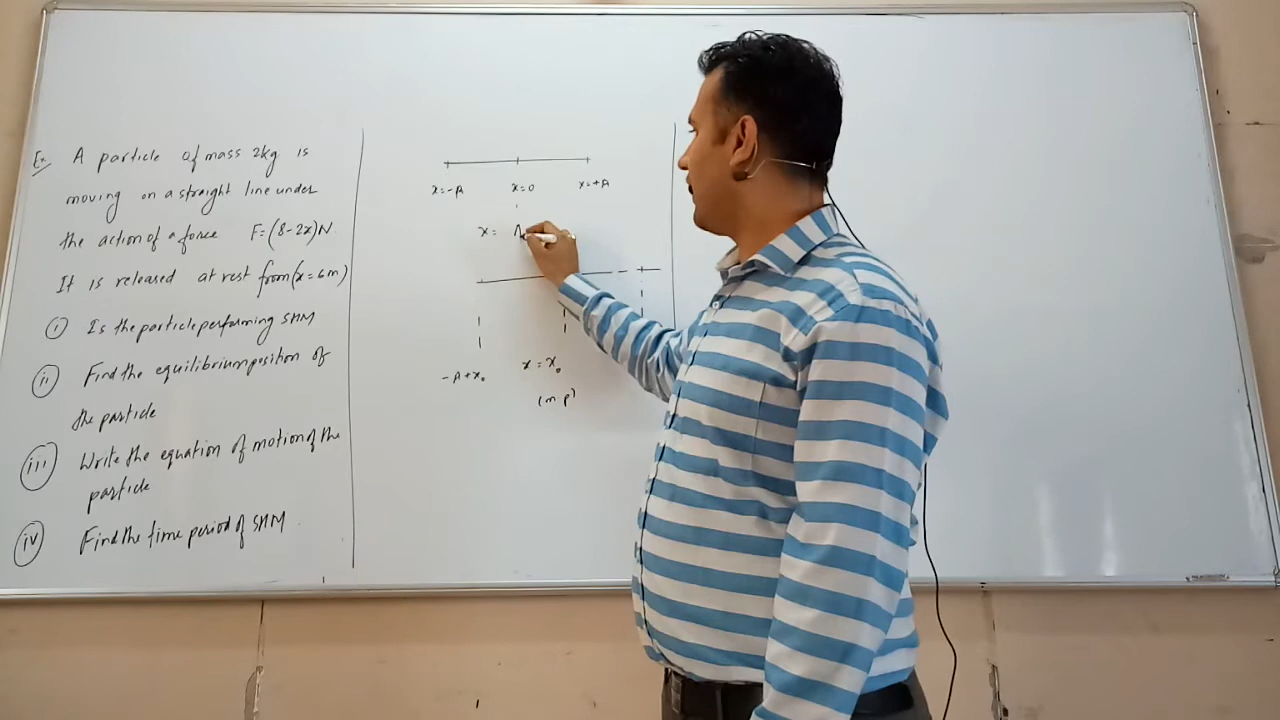 Ex. A particle of mass 2kg is
moving on a straight line under
the action of a force F=(8-2x)N.
It is released at rest from (x=6m)
(i) Is the particle performing SHM
(ii) Find the equilibrium position of
the particle
(iii) Write the equation of motion of the
particle
(iv) Find the time period of SHM.
x=-A x=0 x=+A
x= A
-A+x₀ x=x₀
(m.p)